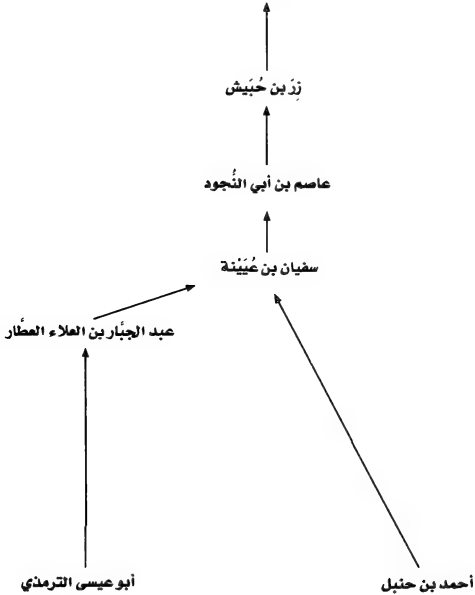 زِرّ بن حُبَيش
عاصم بن أبي النُّجود
سفيان بن عُيَيْنة
عبد الجبَّار بن العلاء العطَّار
أبو عيسى الترمذي
أحمد بن حنبل